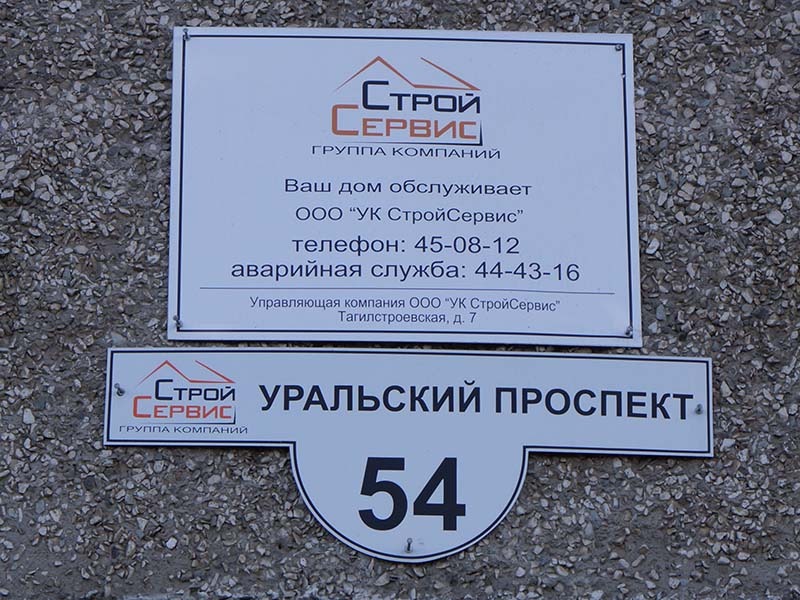 Строй
Сервис
ГРУППА КОМПАНИЙ
Ваш дом обслуживает
ООО “УК СтройСервис”
телефон: 45-08-12
аварийная служба: 44-43-16
Управляющая компания ООО “УК СтройСервис”
Тагилстроевская, д. 7
Строй
Сервис
ГРУППА КОМПАНИЙ
УРАЛЬСКИЙ ПРОСПЕКТ
54